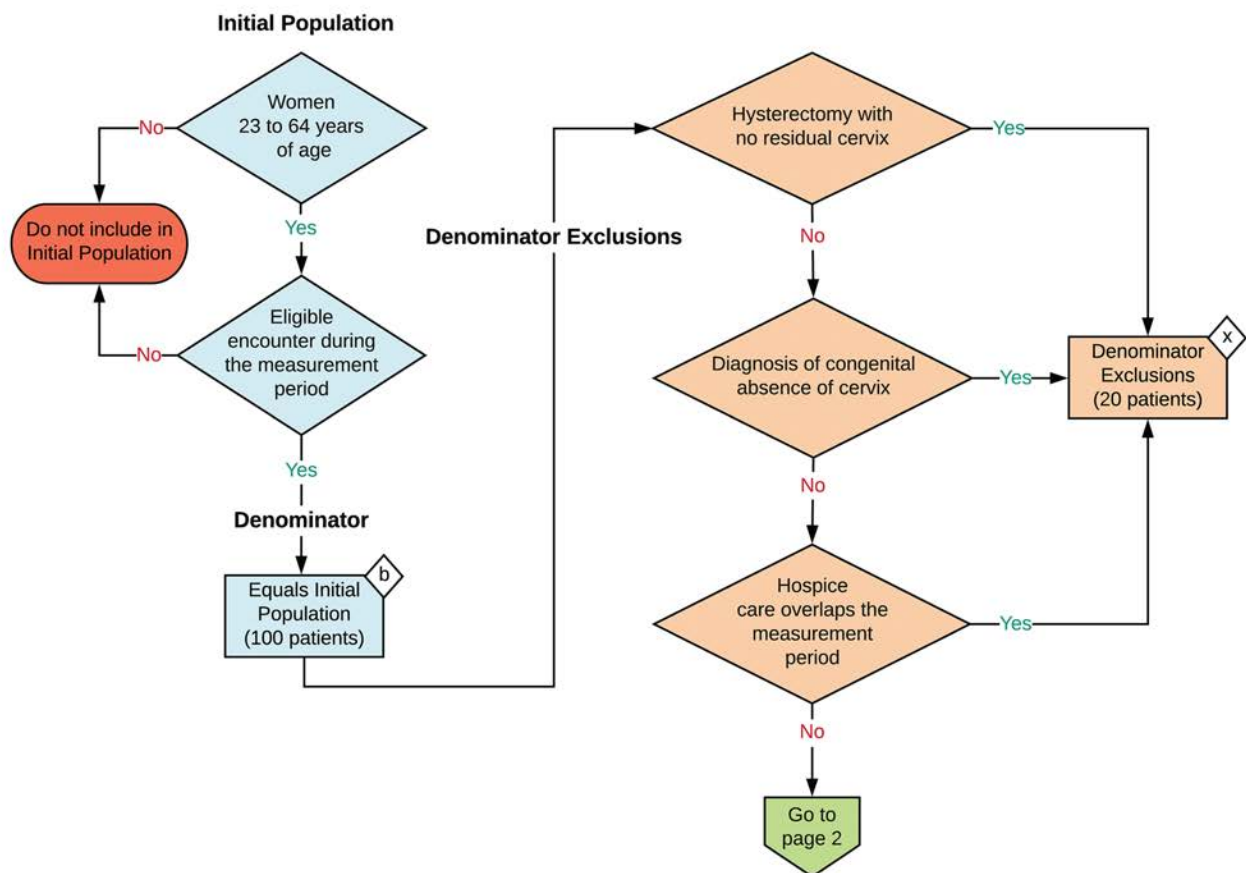 Initial Population
Women
23 to 64 years
of age
No
Do not include in
Initial Population
Yes
Eligible
encounter during
the measurement
period
No
Yes
Denominator
b
Equals Initial
Population
(100 patients)
Denominator Exclusions
Hysterectomy with
no residual cervix
Yes
No
Diagnosis of congenital
absence of cervix
Yes
x
Denominator
Exclusions
(20 patients)
No
Hospice
care overlaps the
measurement
period
Yes
No
Go to
page 2